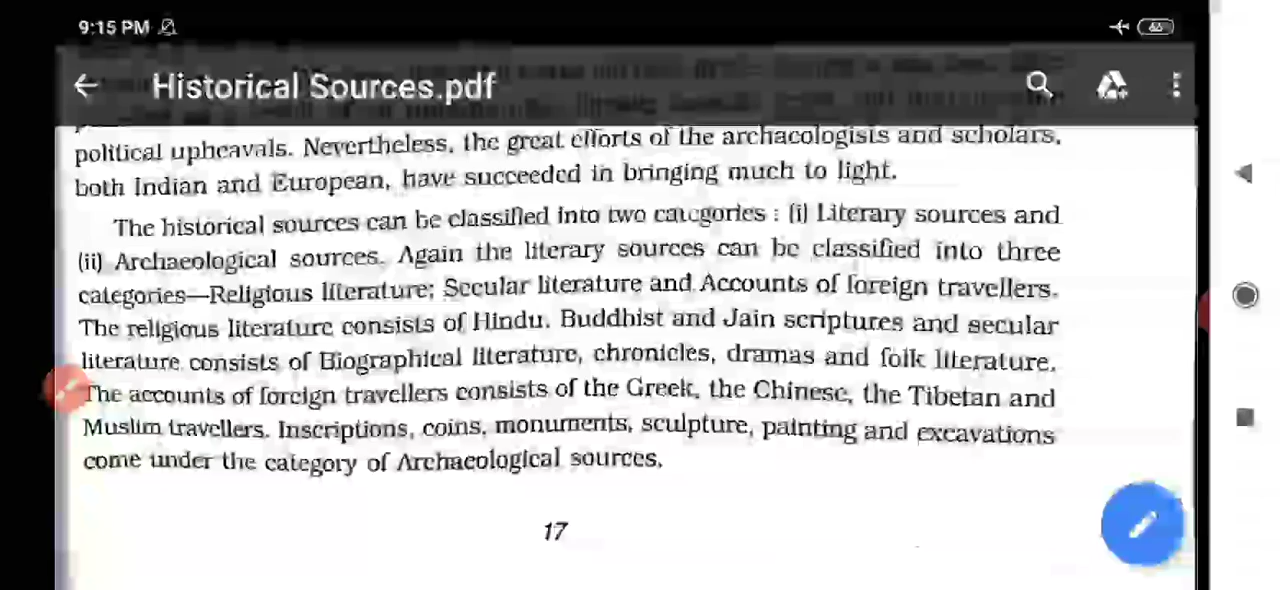 9:15 PM
Historical Sources.pdf
political upheavals. Nevertheless, the great efforts of the archaeologists and scholars,
both Indian and European, have succeeded in bringing much to light.
The historical sources can be classified into two categories : (i) Literary sources and
(ii) Archaeological sources. Again the literary sources can be classified into three
categories—Religious literature; Secular literature and Accounts of foreign travellers.
The religious literature consists of Hindu. Buddhist and Jain scriptures and secular
literature consists of Biographical literature, chronicles, dramas and folk literature.
The accounts of foreign travellers consists of the Greek, the Chinese, the Tibetan and
Muslim travellers. Inscriptions, coins, monuments, sculpture, painting and excavations
come under the category of Archaeological sources.
17